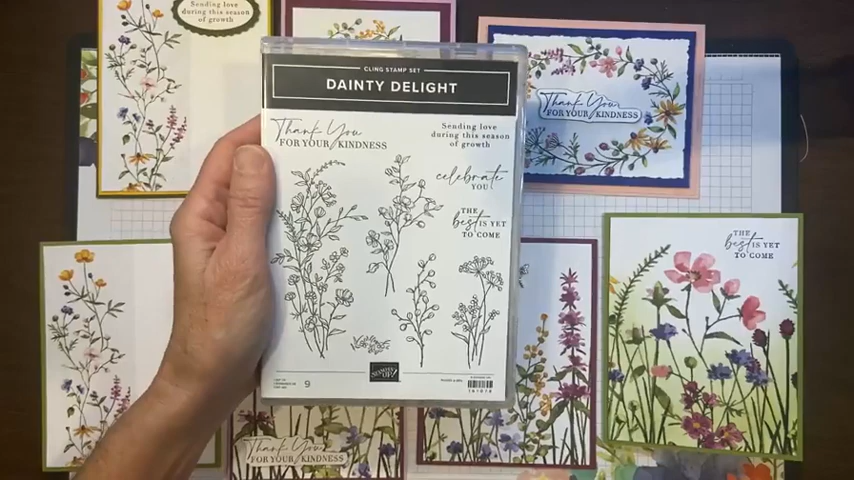 Sending love
during this season
of growth
CLING STAMP SET
DAINTY DELIGHT
Thank You
FOR YOUR KINDNESS
Sending love
during this season
of growth
celebrate
YOU
THE
best IS YET
TO COME
STAMPIN' UP!
9
Thank You
FOR YOUR KINDNESS
THE
best IS YET
TO COME
Thank You
FOR YOUR KINDNESS